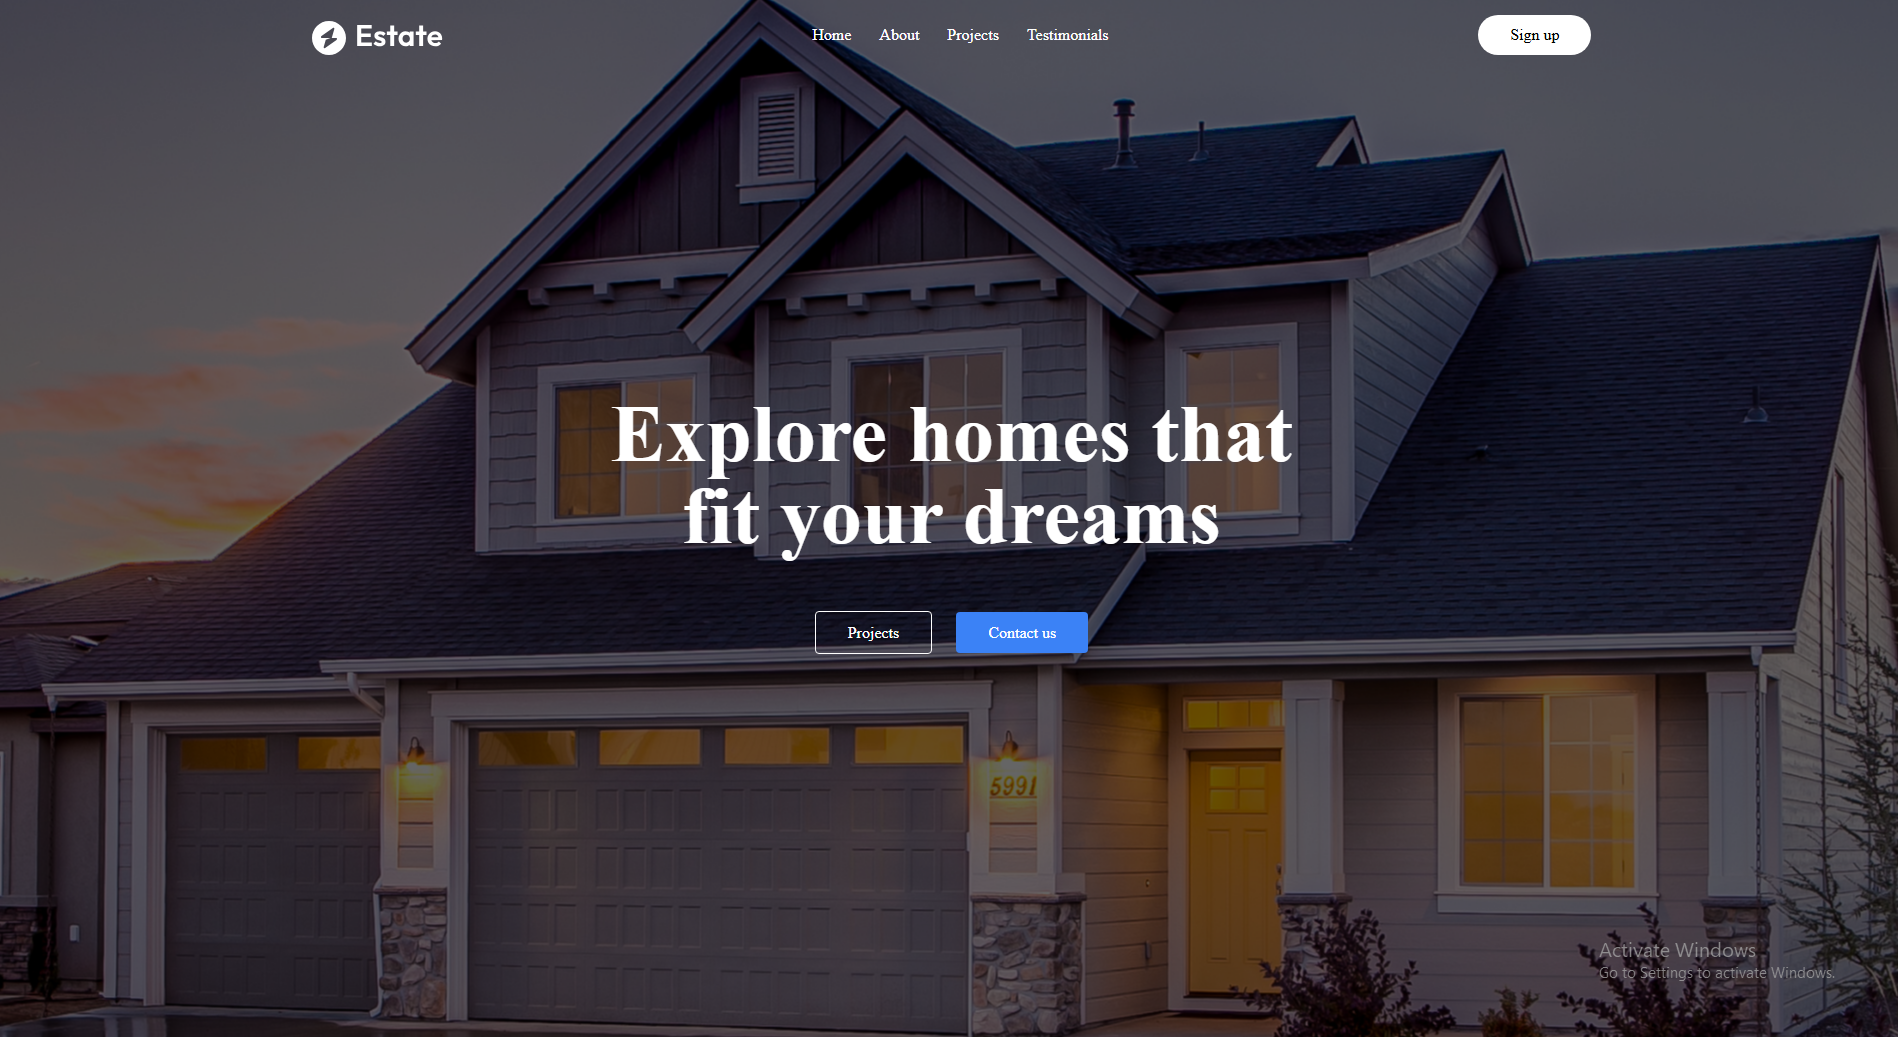 Estate
Home About Projects Testimonials
Sign up
Explore homes that
fit your dreams
Projects
Contact us
5991
Activate Windows
Go to Settings to activate Windows.